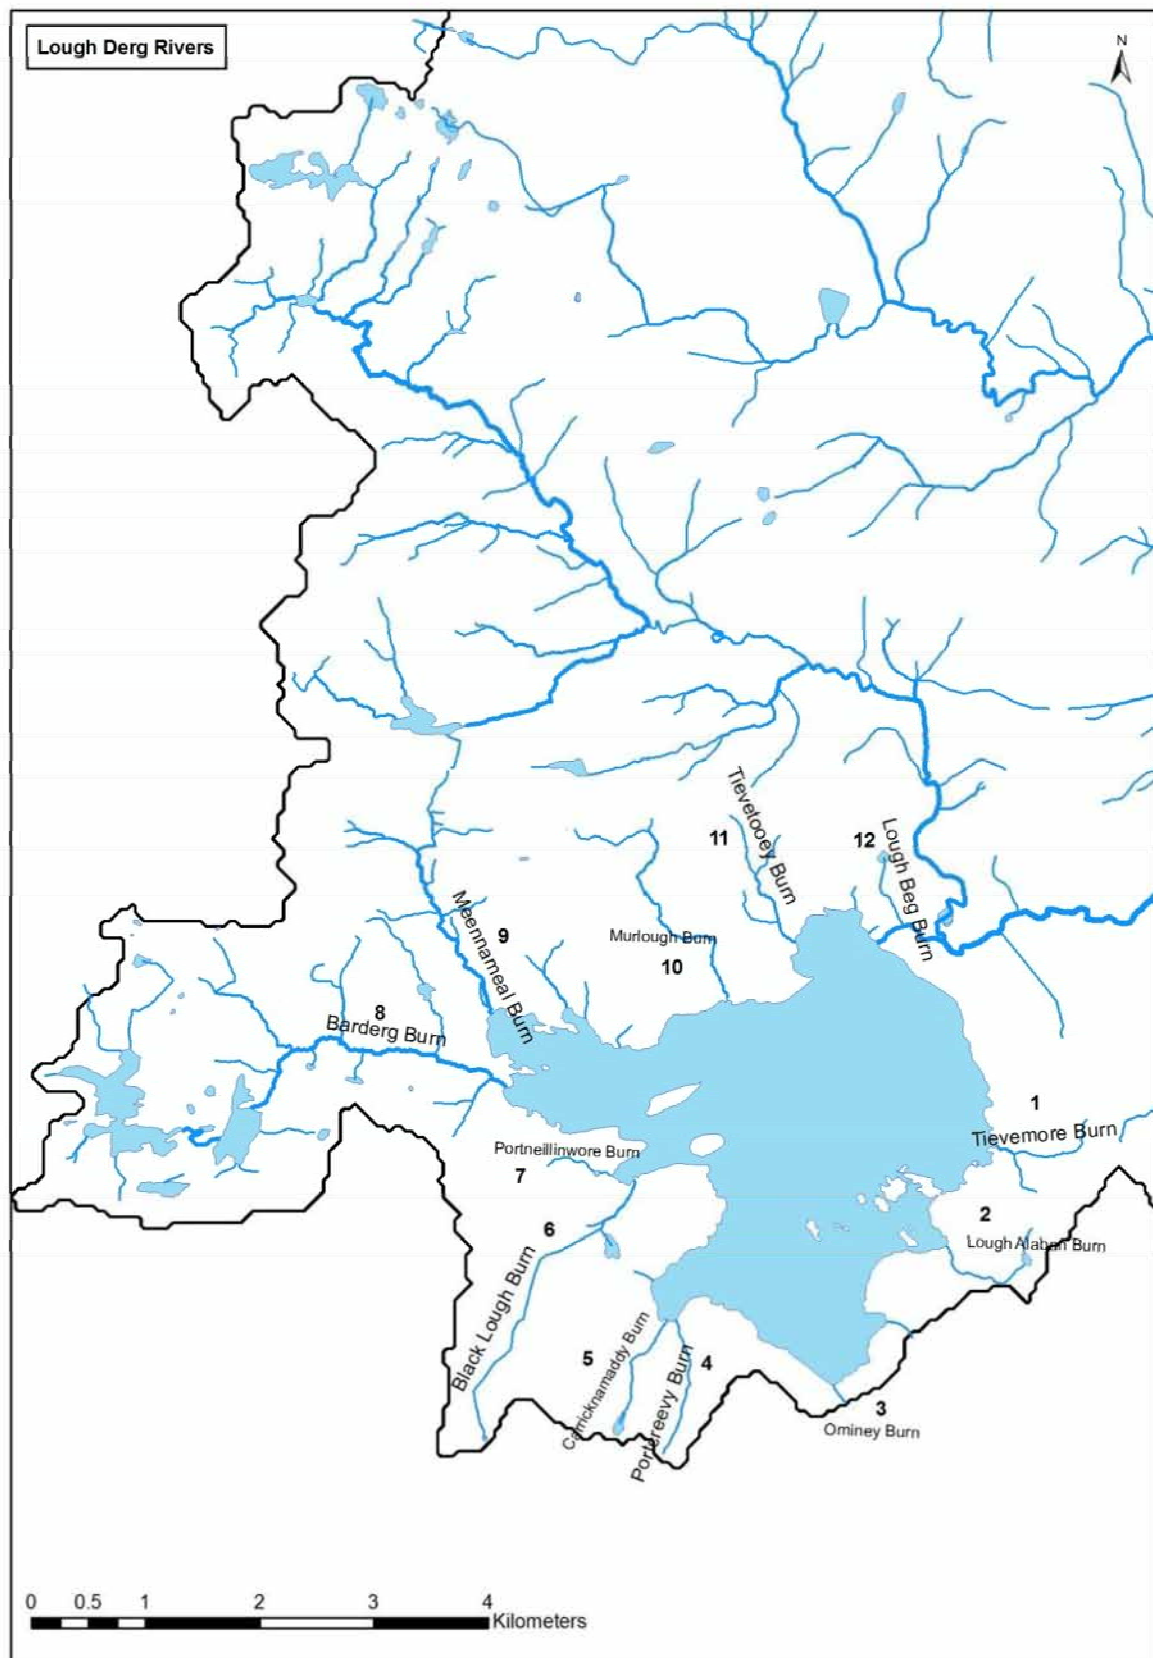 Lough Derg Rivers
N
Tievetooey Burn
11
12
Lough Beg Burn
Meennameal Burn
9
Murlough Burn
10
8
Barderg Burn
1
Tievemore Burn
Portneillinwore Burn
7
2
Lough Alaban Burn
6
Black Lough Burn
5
Carricknamaddy Burn
4
Portcreevy Burn
3
Ominey Burn
0 0.5 1 2 3 4
Kilometers